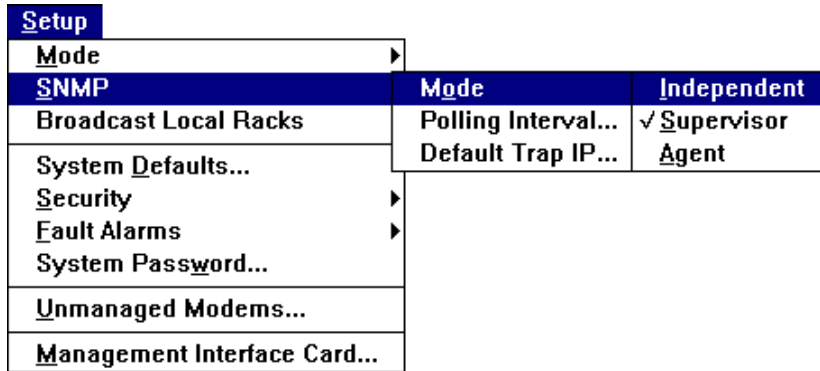 Setup
Mode
SNMP
Broadcast Local Racks
System Defaults...
Security
Fault Alarms
System Password...
Unmanaged Modems...
Management Interface Card...
Mode
Polling Interval...
Default Trap IP...
Independent
✓ Supervisor
Agent